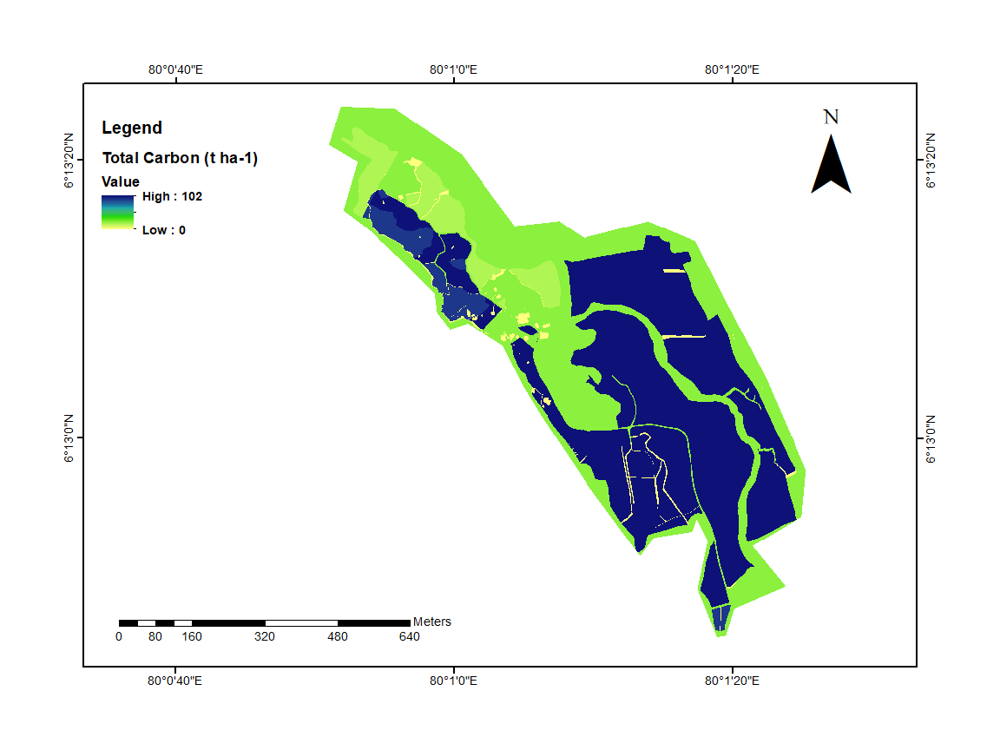 80°0'40"E 80°1'0"E 80°1'20"E
N
Legend
6°13'20"N 6°13'20"N
Total Carbon (t ha-1)
Value
High : 102
Low : 0
6°13'0"N 6°13'0"N
Meters
0 80 160 320 480 640
80°0'40"E 80°1'0"E 80°1'20"E